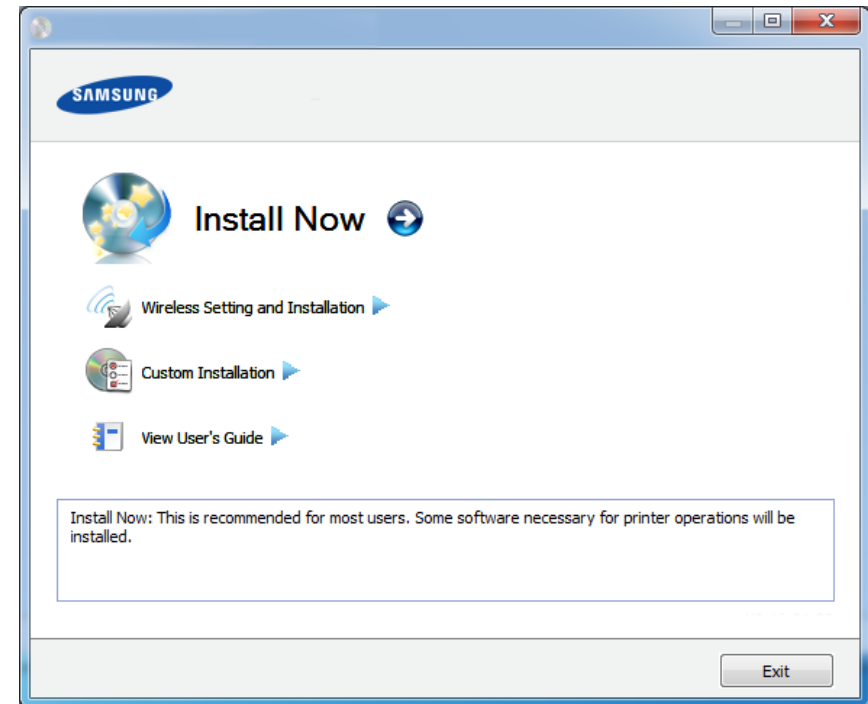 SAMSUNG
Install Now
Wireless Setting and Installation
Custom Installation
View User's Guide
Install Now: This is recommended for most users. Some software necessary for printer operations will be
installed.
Exit